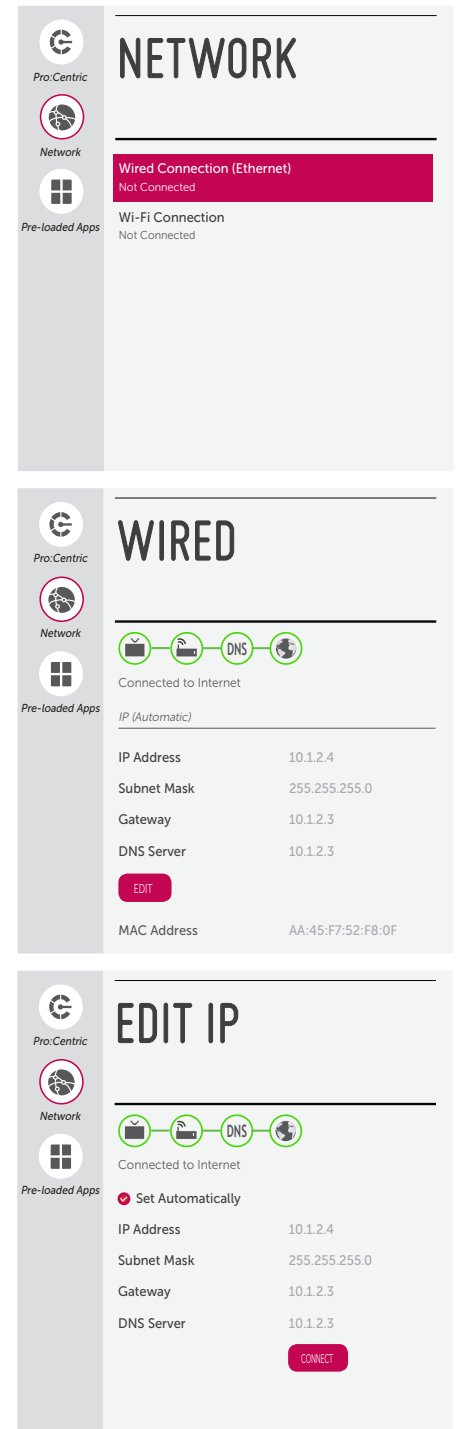 Pro:Centric
Network
Pre-loaded Apps
NETWORK
Wired Connection (Ethernet)
Not Connected
Wi-Fi Connection
Not Connected
Pro:Centric
Network
Pre-loaded Apps
WIRED
DNS
Connected to Internet
IP (Automatic)
IP Address 10.1.2.4
Subnet Mask 255.255.255.0
Gateway 10.1.2.3
DNS Server 10.1.2.3
EDIT
MAC Address AA:45:F7:52:F8:0F
Pro:Centric
Network
Pre-loaded Apps
EDIT IP
DNS
Connected to Internet
Set Automatically
IP Address 10.1.2.4
Subnet Mask 255.255.255.0
Gateway 10.1.2.3
DNS Server 10.1.2.3
CONNECT